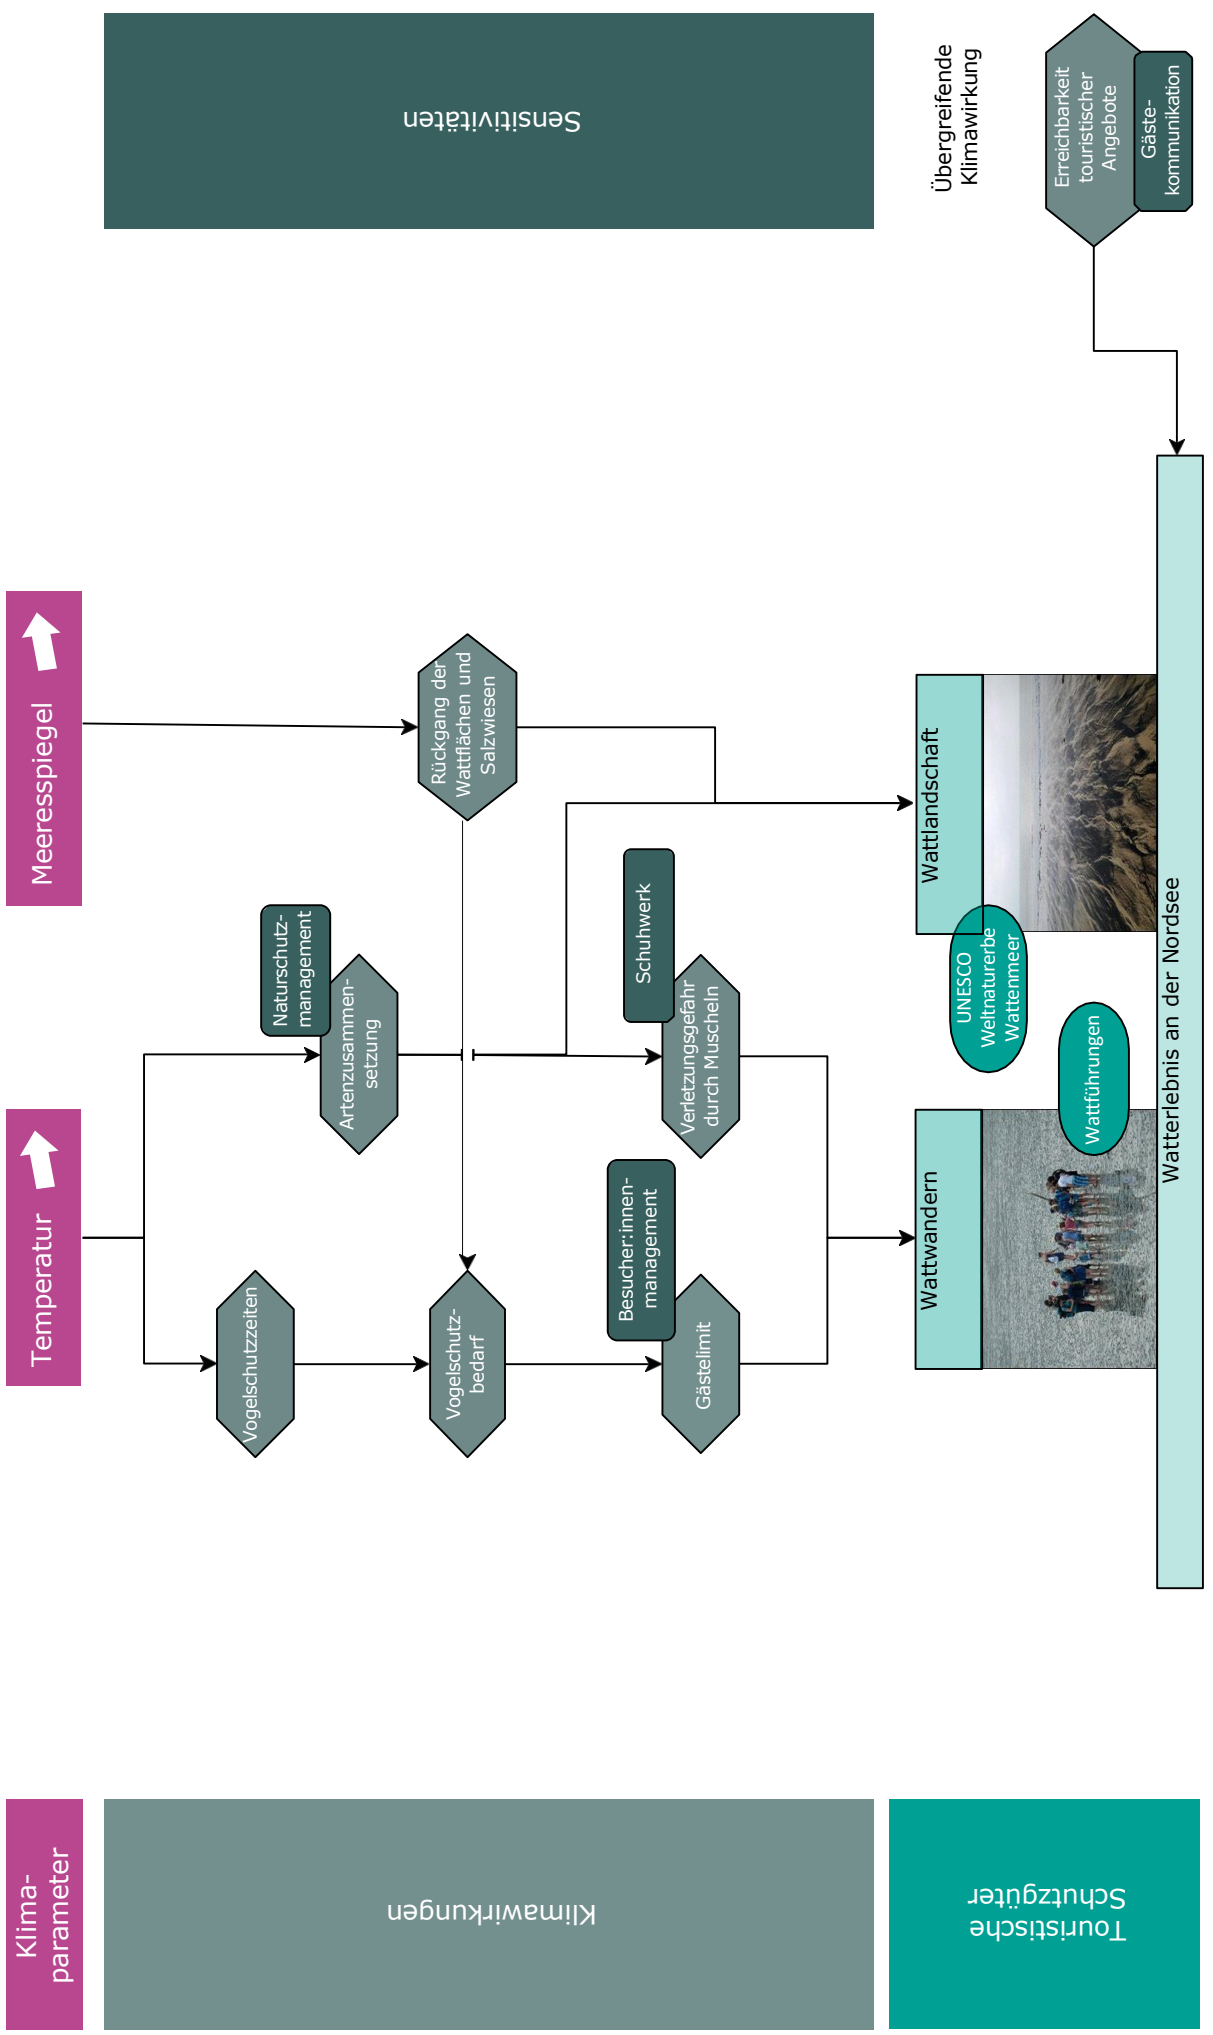 Klima-
parameter
Temperatur
Meeresspiegel
Klimawirkungen
Sensitivitäten
Vogelschutzzeiten
Naturschutz-
management
Artenzusammen-
setzung
Vogelschutz-
bedarf
Rückgang der
Wattflächen und
Salzwiesen
Besucher:innen-
management
Gästelimit
Schuhwerk
Verletzungsgefahr
durch Muscheln
Touristische
Schutzgüter
Wattwandern
Wattführungen
UNESCO
Weltnaturerbe
Wattenmeer
Wattlandschaft
Watterlebnis an der Nordsee
Übergreifende
Klimawirkung
Erreichbarkeit
touristischer
Angebote
Gäste-
kommunikation